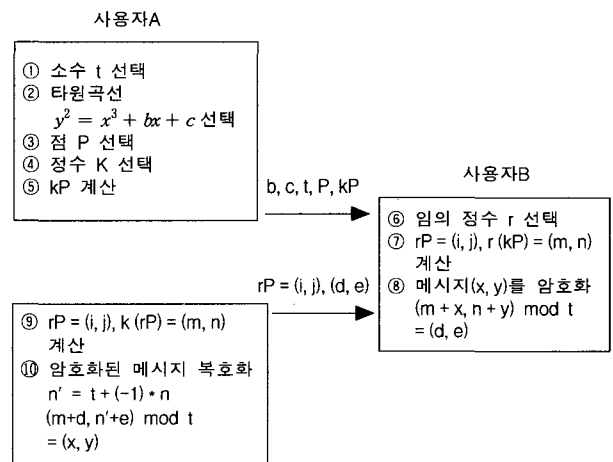 사용자A
① 소수 t 선택
② 타원곡선
y² = x³ + bx + c 선택
③ 점 P 선택
④ 정수 K 선택
⑤ kP 계산
b, c, t, P, kP
사용자B
⑥ 임의 정수 r 선택
⑦ rP = (i, j), r (kP) = (m, n)
계산
⑧ 메시지(x, y)를 암호화
(m + x, n + y) mod t
= (d, e)
rP = (i, j), (d, e)
⑨ rP = (i, j), k (rP) = (m, n)
계산
⑩ 암호화된 메시지 복호화
n′ = t + (-1) * n
(m+d, n′+e) mod t
= (x, y)